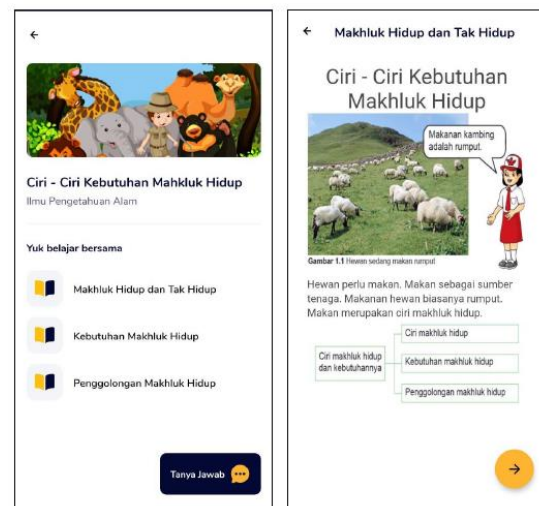 Ciri - Ciri Kebutuhan Mahkluk Hidup
Ilmu Pengetahuan Alam
Yuk belajar bersama
Makhluk Hidup dan Tak Hidup
Kebutuhan Makhluk Hidup
Penggolongan Makhluk Hidup
Tanya Jawab
Makhluk Hidup dan Tak Hidup
Ciri - Ciri Kebutuhan
Makhluk Hidup
Makanan kambing
adalah rumput.
Gambar 1.1 Hewan sedang makan rumput
Hewan perlu makan. Makan sebagai sumber
tenaga. Makanan hewan biasanya rumput.
Makan merupakan ciri makhluk hidup.
Ciri makhluk hidup
dan kebutuhannya
Ciri makhluk hidup
Kebutuhan makhluk hidup
Penggolongan makhluk hidup